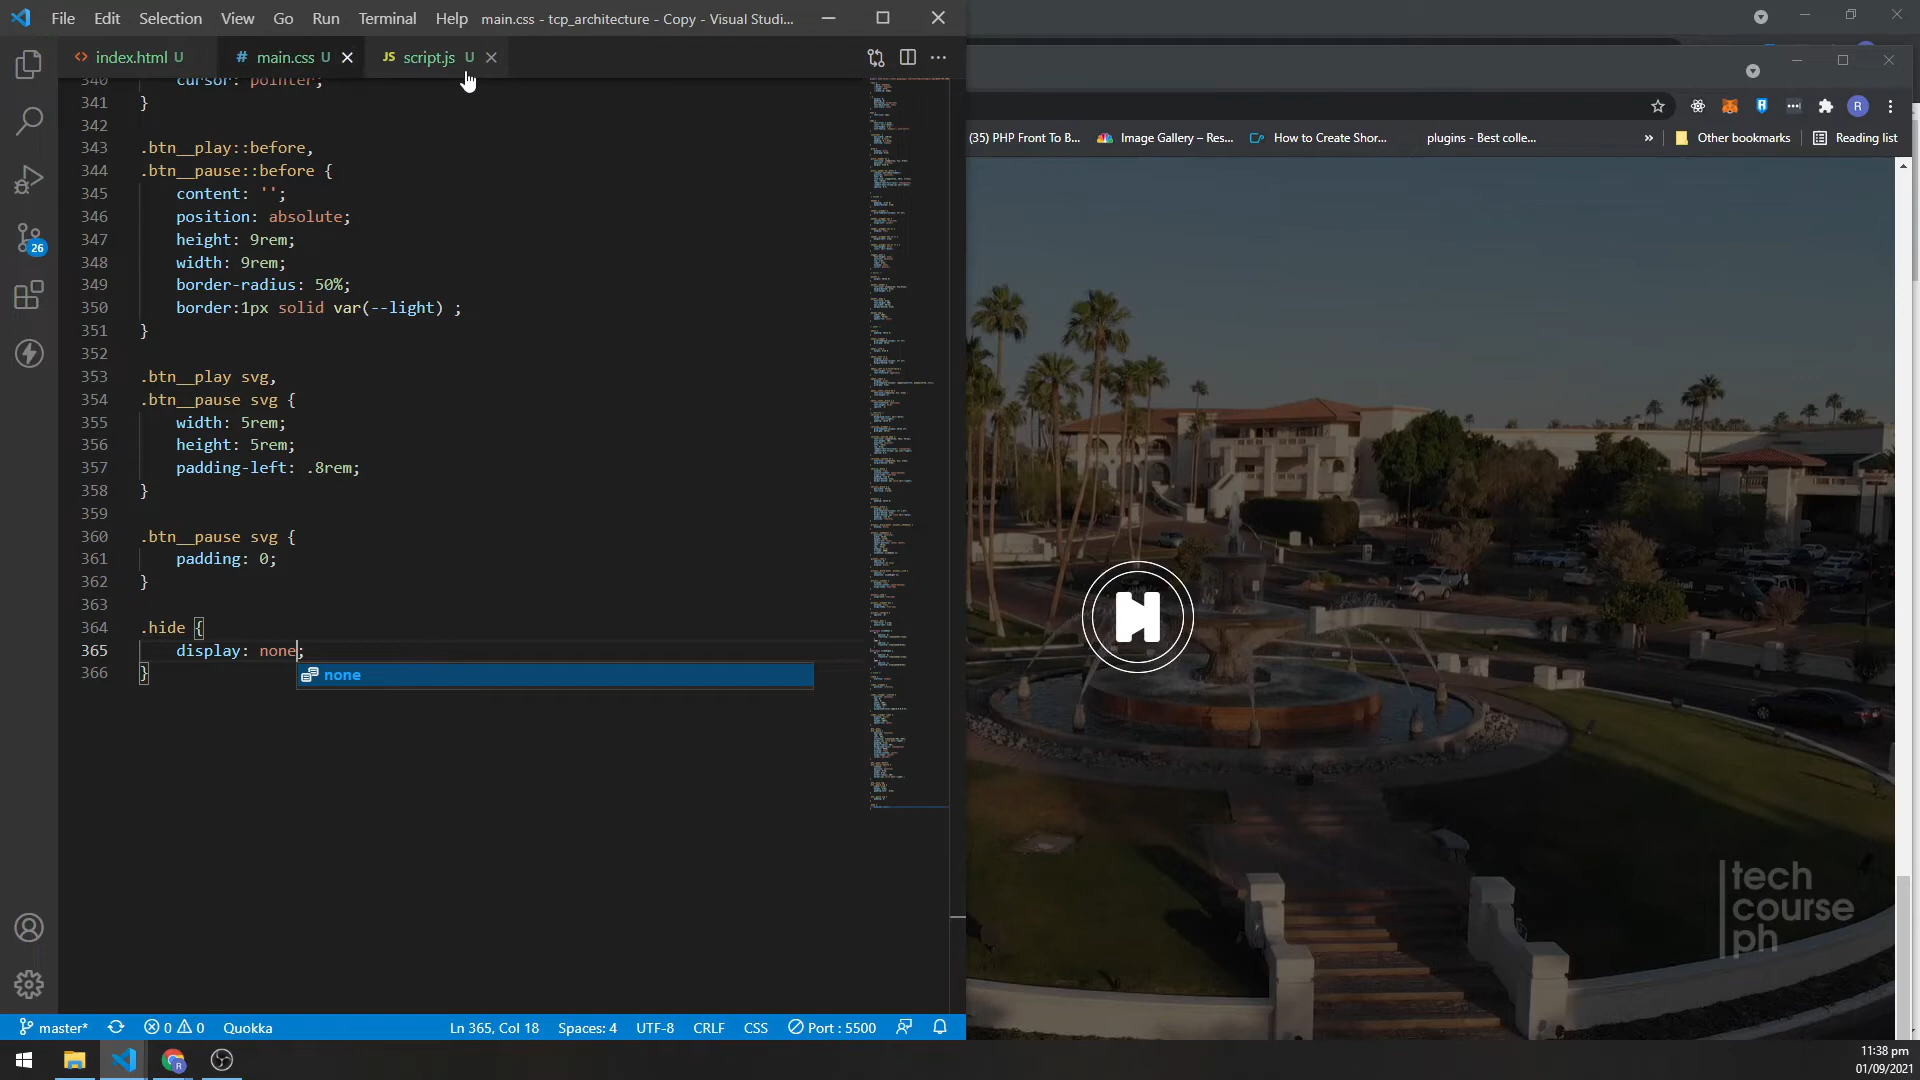 File Edit Selection View Go Run Terminal Help main.css - tcp_architecture - Copy - Visual Studi...
index.html U
# main.css U
JS script.js U
340 cursor: pointer;
341 }
342
343 .btn__play::before,
344 .btn__pause::before {
345 content: '';
346 position: absolute;
347 height: 9rem;
348 width: 9rem;
349 border-radius: 50%;
350 border:1px solid var(--light) ;
351 }
352
353 .btn__play svg,
354 .btn__pause svg {
355 width: 5rem;
356 height: 5rem;
357 padding-left: .8rem;
358 }
359
360 .btn__pause svg {
361 padding: 0;
362 }
363
364 .hide {
365 display: none;
366 }
none
26
master* 0 0 Quokka Ln 365, Col 18 Spaces: 4 UTF-8 CRLF CSS Port : 5500
R
(35) PHP Front To B... Image Gallery – Res... How to Create Shor... plugins - Best colle... » Other bookmarks Reading list
tech
course
ph
11:38 pm
01/09/2021